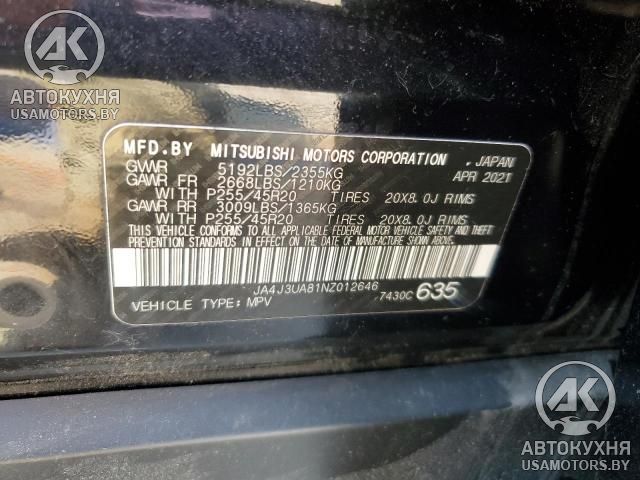 AK
АВТОКУХНЯ
USAMOTORS.BY
MFD.BY MITSUBISHI MOTORS CORPORATION , JAPAN
GVWR 5192LBS/2355KG APR 2021
GAWR FR 2668LBS/1210KG
WITH P255/45R20 TIRES 20X8.0J RIMS
GAWR RR 3009LBS/1365KG
WITH P255/45R20 TIRES 20X8.0J RIMS
THIS VEHICLE CONFORMS TO ALL APPLICABLE FEDERAL MOTOR VEHICLE SAFETY AND THEFT
PREVENTION STANDARDS IN EFFECT ON THE DATE OF MANUFACTURE SHOWN ABOVE.
JA4J3UA81NZ012646
VEHICLE TYPE: MPV 7430C 635
AK
АВТОКУХНЯ
USAMOTORS.BY